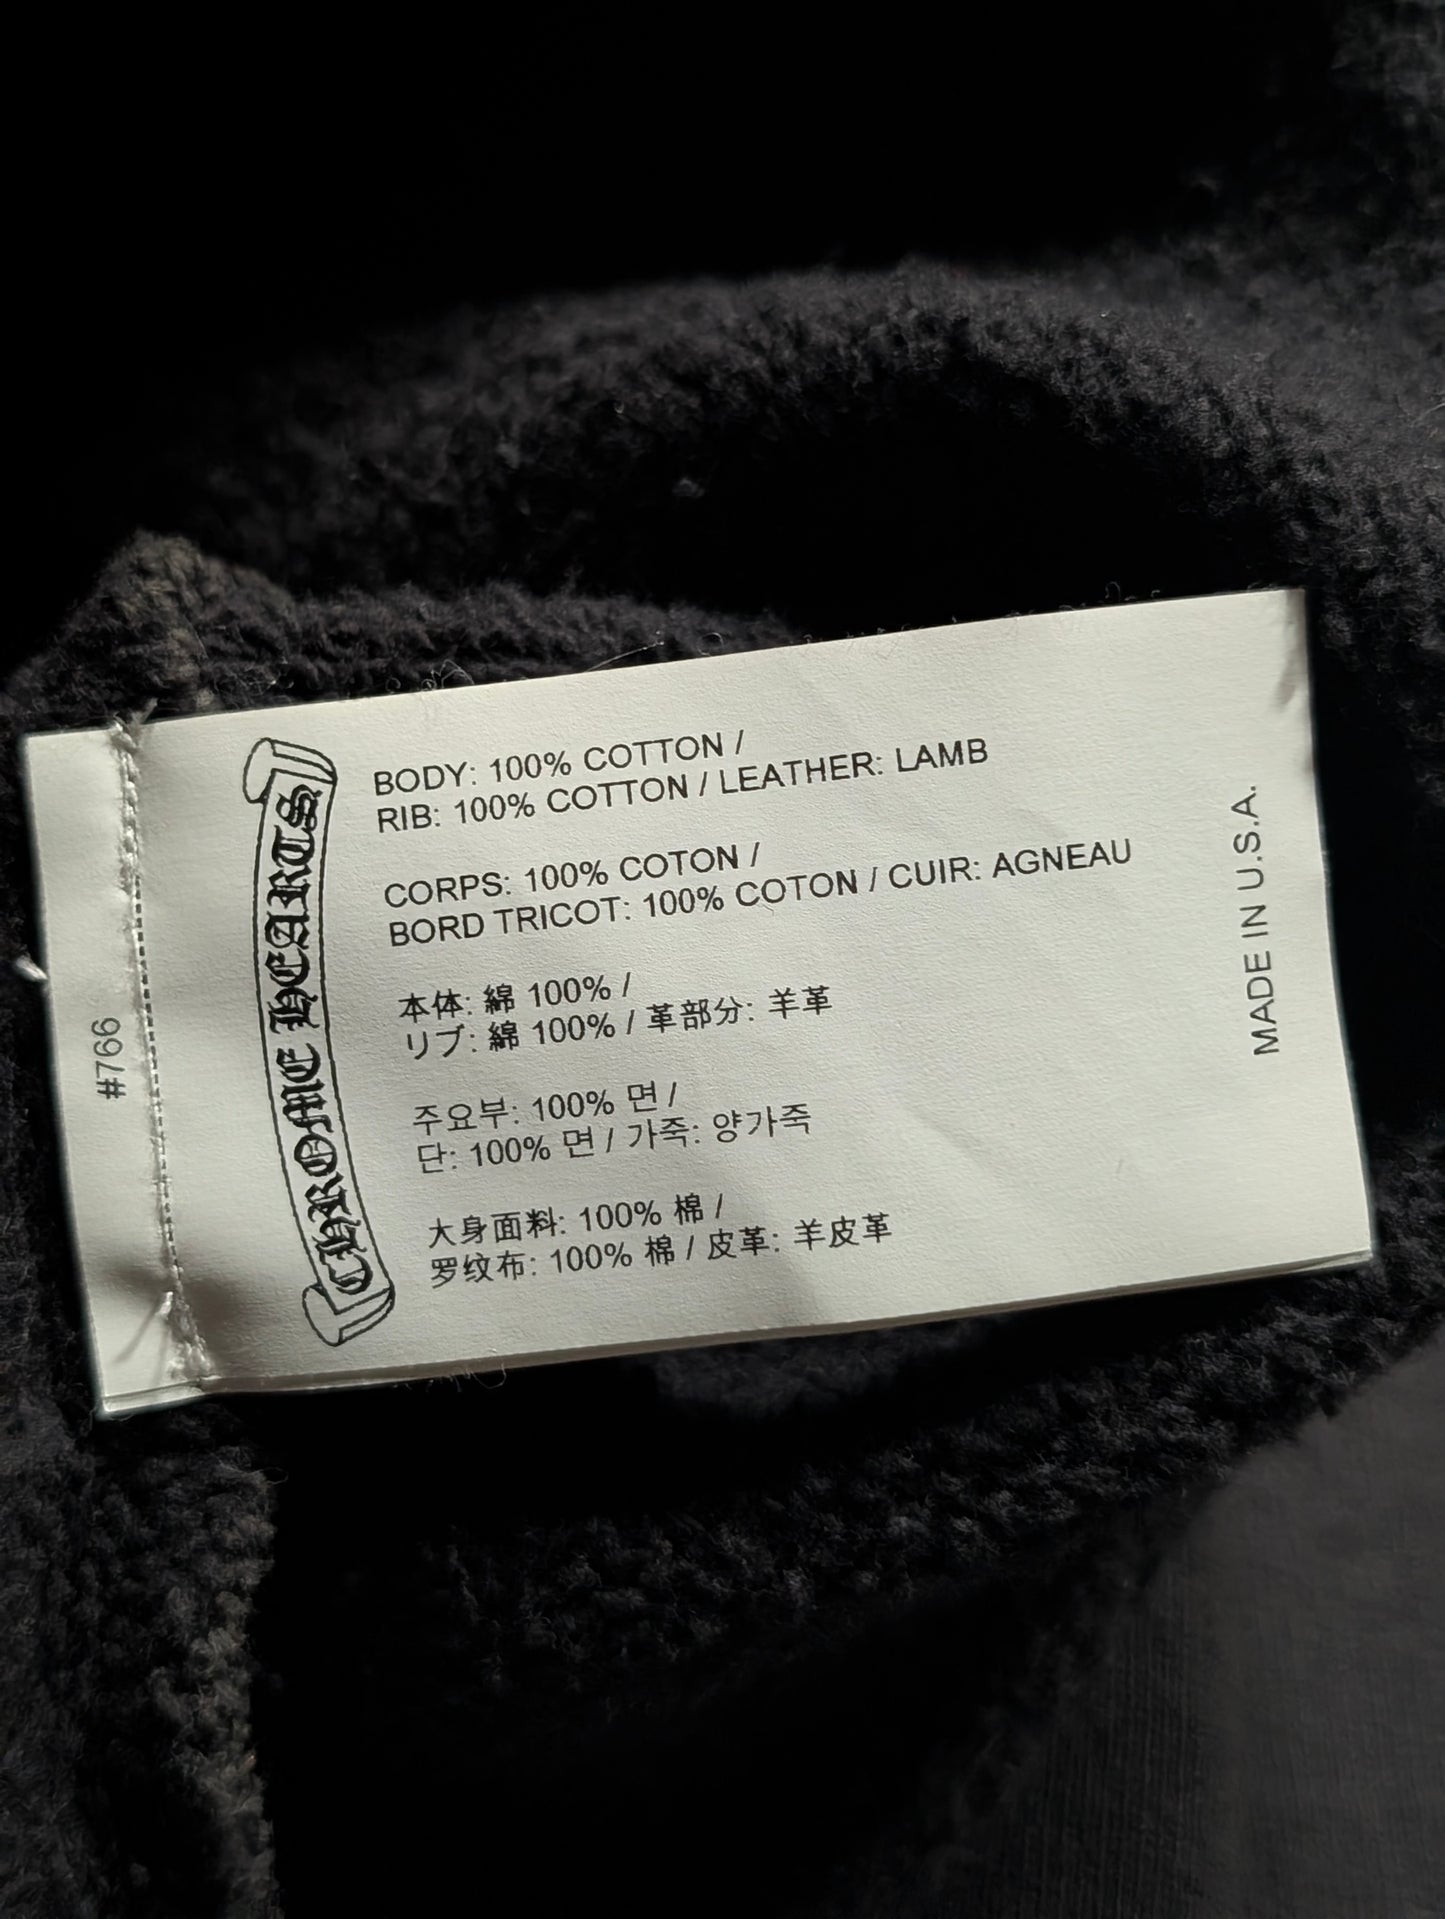 #766
CHROME HEARTS
BODY: 100% COTTON /
RIB: 100% COTTON / LEATHER: LAMB
CORPS: 100% COTON /
BORD TRICOT: 100% COTON / CUIR: AGNEAU
本体: 綿 100% /
リブ: 綿 100% / 革部分: 羊革
주요부: 100% 면 /
단: 100% 면 / 가죽: 양가죽
大身面料: 100% 棉 /
罗纹布: 100% 棉 / 皮革: 羊皮革
MADE IN U.S.A.